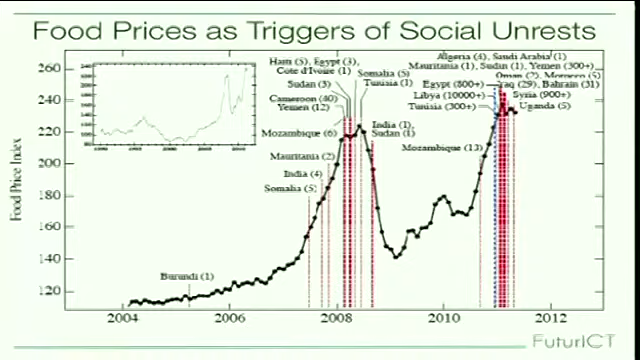 Food Prices as Triggers of Social Unrests
Food Price Index
260
240
220
200
180
160
140
120
2004
2006
2008
2010
2012
Burundi (1)
Somalia (5)
India (4)
Mauritania (2)
Mozambique (6)
Yemen (12)
Cameroon (40)
Sudan (3)
Haiti (5), Egypt (3),
Cote d'Ivoire (1)
Somalia (5)
Tunisia (1)
India (1),
Sudan (1)
Mozambique (13)
Tunisia (300+)
Libya (10000+)
Egypt (800+)
Algeria (4), Saudi Arabia (1)
Mauritania (1), Sudan (1), Yemen (300+)
Oman (2), Morocco (5)
Iraq (29), Bahrain (31)
Syria (900+)
Uganda (5)
FuturICT